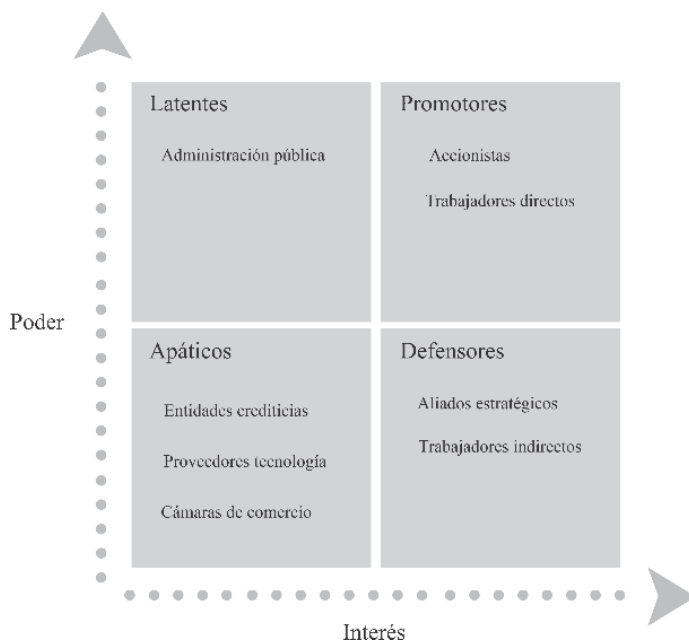 Latentes
Administración pública
Promotores
Accionistas
Trabajadores directos
Poder
Apáticos
Entidades crediticias
Proveedores tecnología
Cámaras de comercio
Defensores
Aliados estratégicos
Trabajadores indirectos
Interés